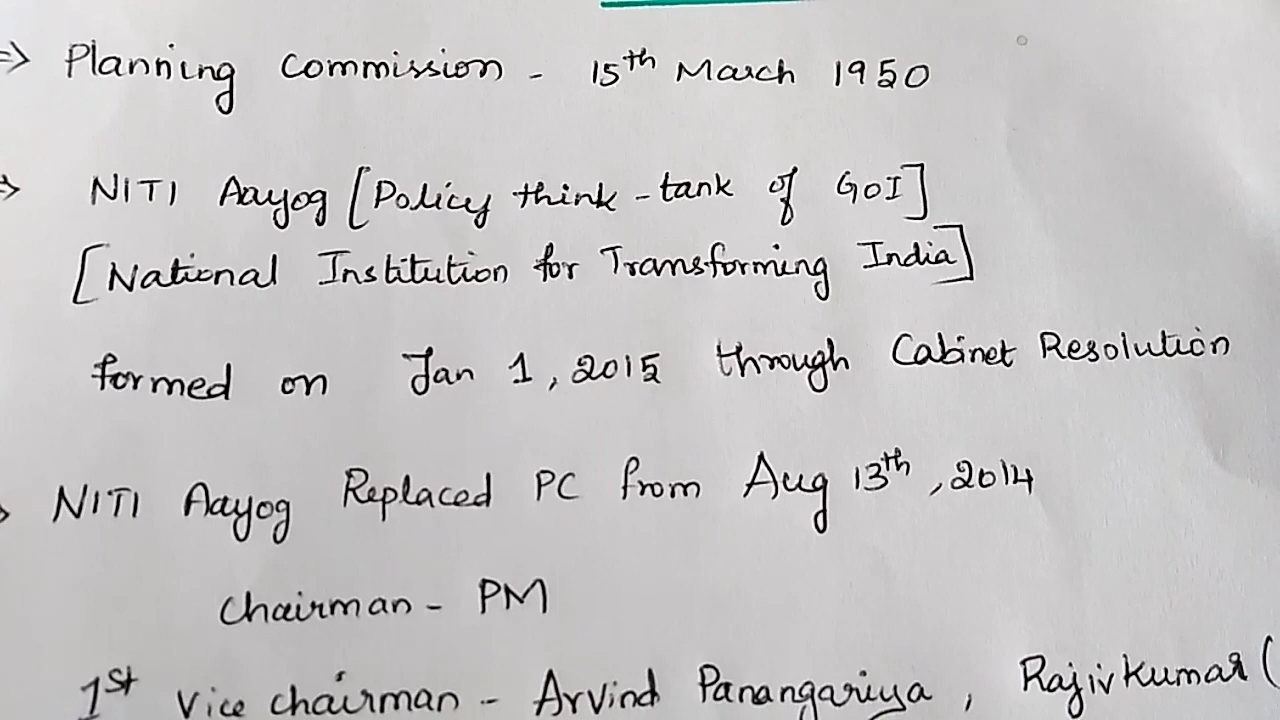 ⇒ Planning Commission - 15th March 1950
⇒ NITI Aayog [Policy think-tank of GOI]
[National Institution for Transforming India]
formed on Jan 1, 2015 through Cabinet Resolution
NITI Aayog Replaced PC from Aug 13th, 2014
Chairman - PM
1st Vice chairman - Arvind Panangariya, Rajiv Kumar (